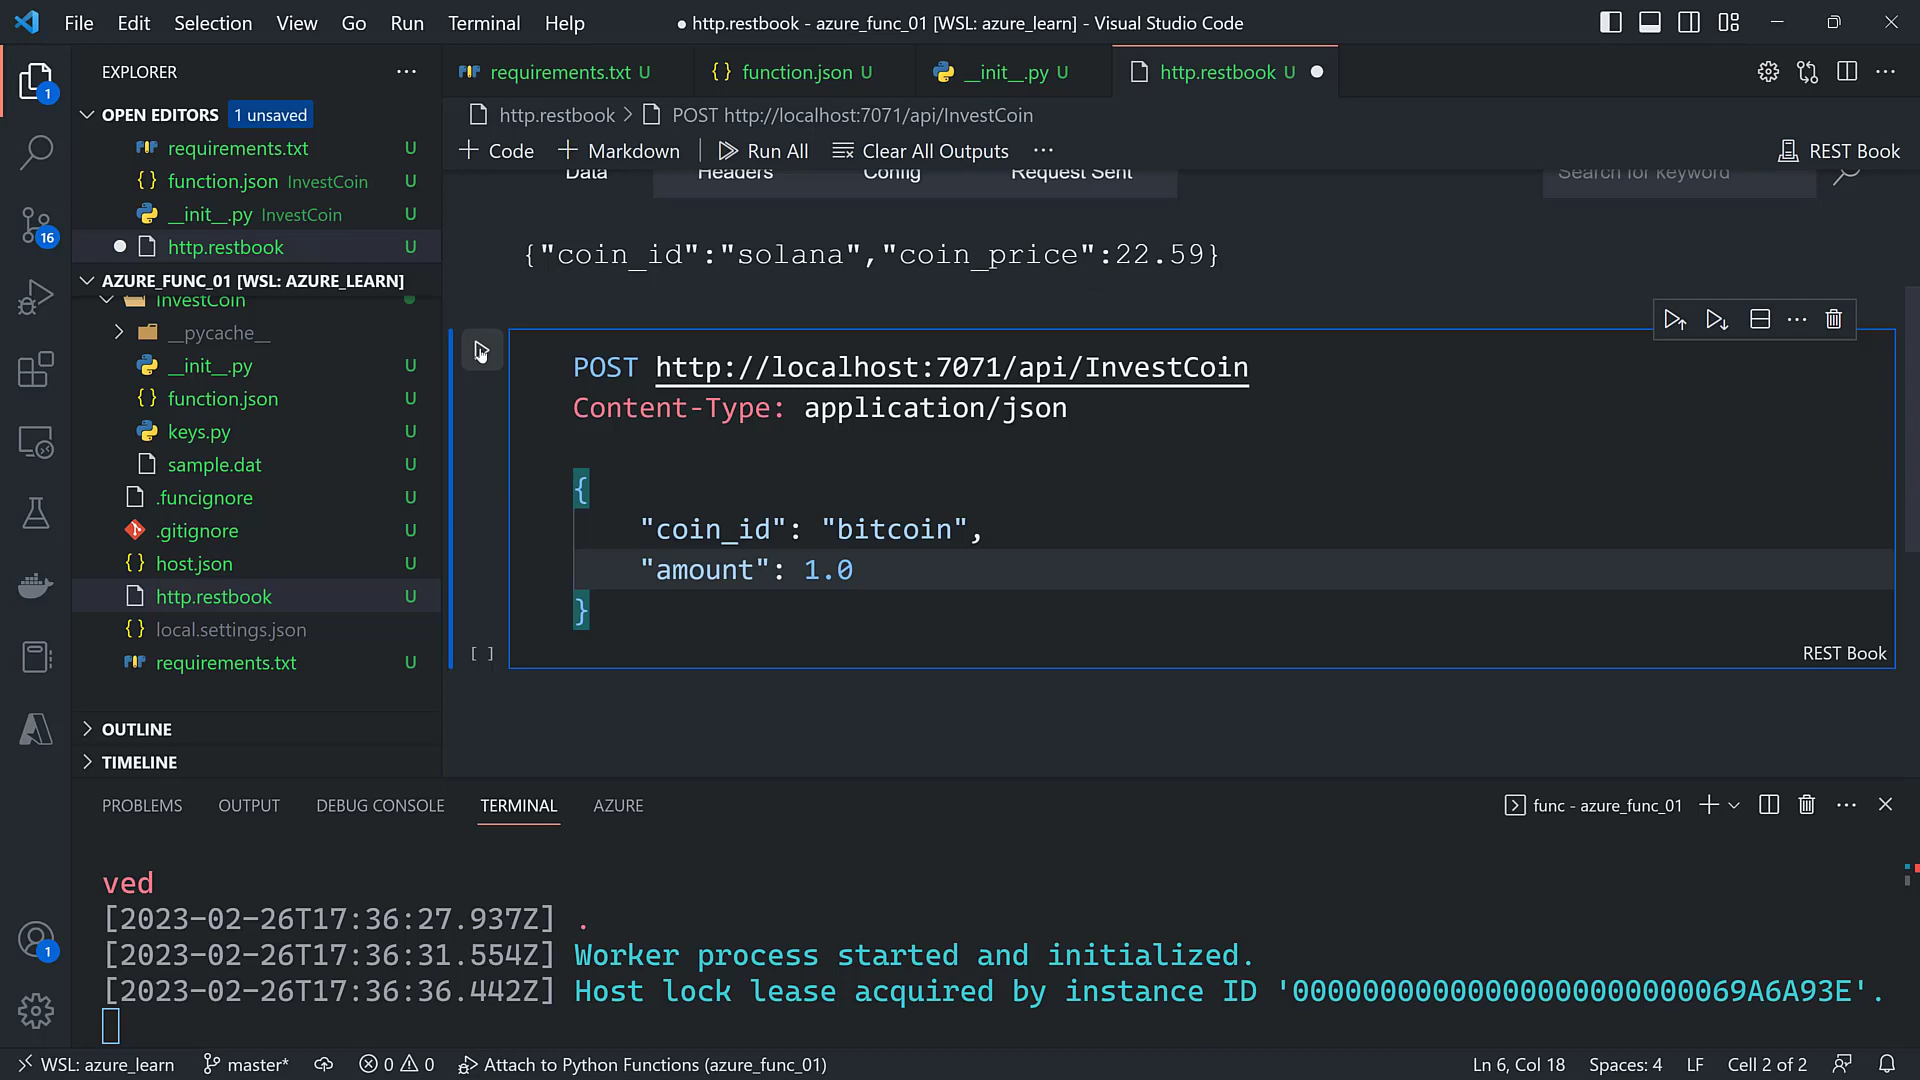 File Edit Selection View Go Run Terminal Help
● http.restbook - azure_func_01 [WSL: azure_learn] - Visual Studio Code
EXPLORER
OPEN EDITORS 1 unsaved
requirements.txt U
function.json InvestCoin U
__init__.py InvestCoin U
http.restbook U
AZURE_FUNC_01 [WSL: AZURE_LEARN]
InvestCoin
__pycache__
__init__.py U
function.json U
keys.py U
sample.dat U
.funcignore U
.gitignore U
host.json U
http.restbook U
local.settings.json
requirements.txt U
OUTLINE
TIMELINE
1
16
1
requirements.txt U
function.json U
__init__.py U
http.restbook U
http.restbook > POST http://localhost:7071/api/InvestCoin
Code Markdown Run All Clear All Outputs ··· REST Book
Data Headers Config Request Sent Search for keyword
{"coin_id":"solana","coin_price":22.59}
POST http://localhost:7071/api/InvestCoin
Content-Type: application/json
{
"coin_id": "bitcoin",
"amount": 1.0
}
[ ] REST Book
PROBLEMS OUTPUT DEBUG CONSOLE TERMINAL AZURE
func - azure_func_01
ved
[2023-02-26T17:36:27.937Z] .
[2023-02-26T17:36:31.554Z] Worker process started and initialized.
[2023-02-26T17:36:36.442Z] Host lock lease acquired by instance ID '00000000000000000000000069A6A93E'.
WSL: azure_learn master* 0 0 Attach to Python Functions (azure_func_01)
Ln 6, Col 18 Spaces: 4 LF Cell 2 of 2